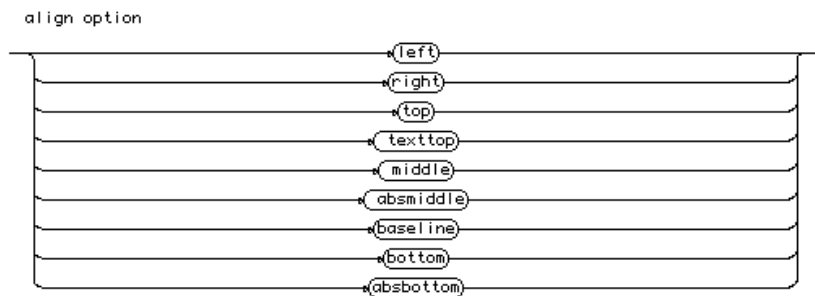 align option
left
right
top
texttop
middle
absmiddle
baseline
bottom
absbottom